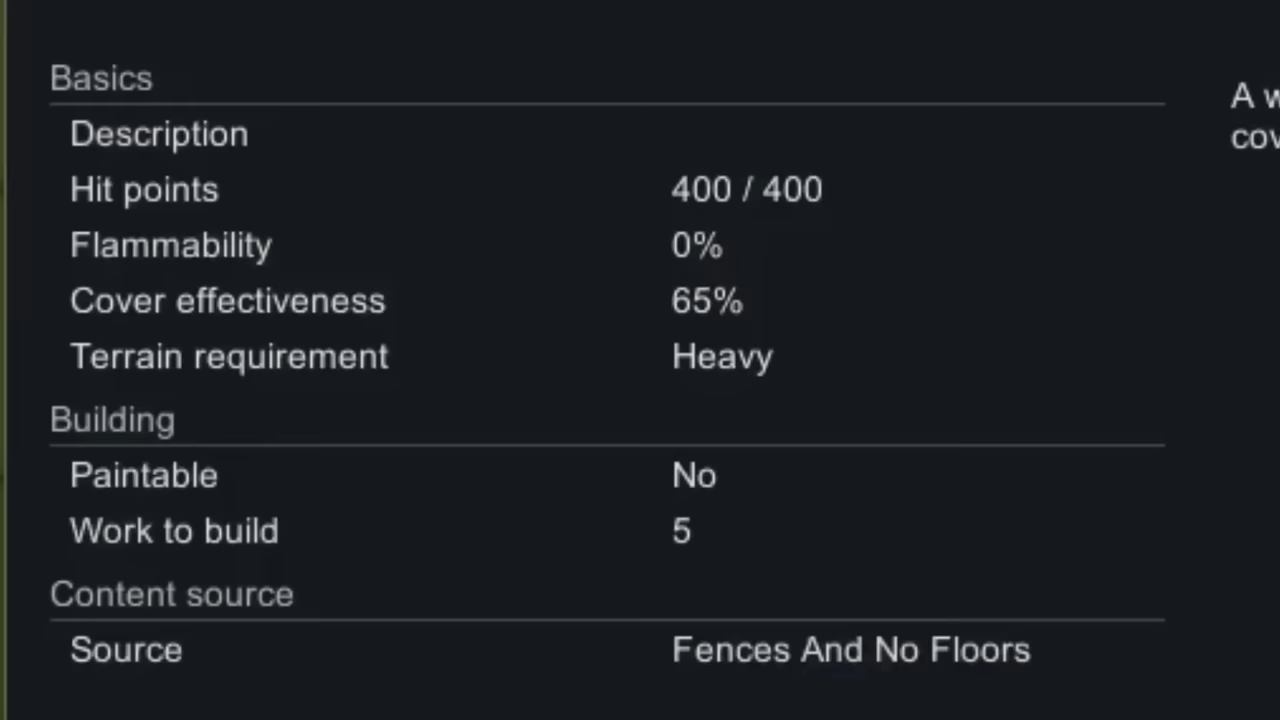 Basics
Description
Hit points 400 / 400
Flammability 0%
Cover effectiveness 65%
Terrain requirement Heavy
Building
Paintable No
Work to build 5
Content source
Source Fences And No Floors
A